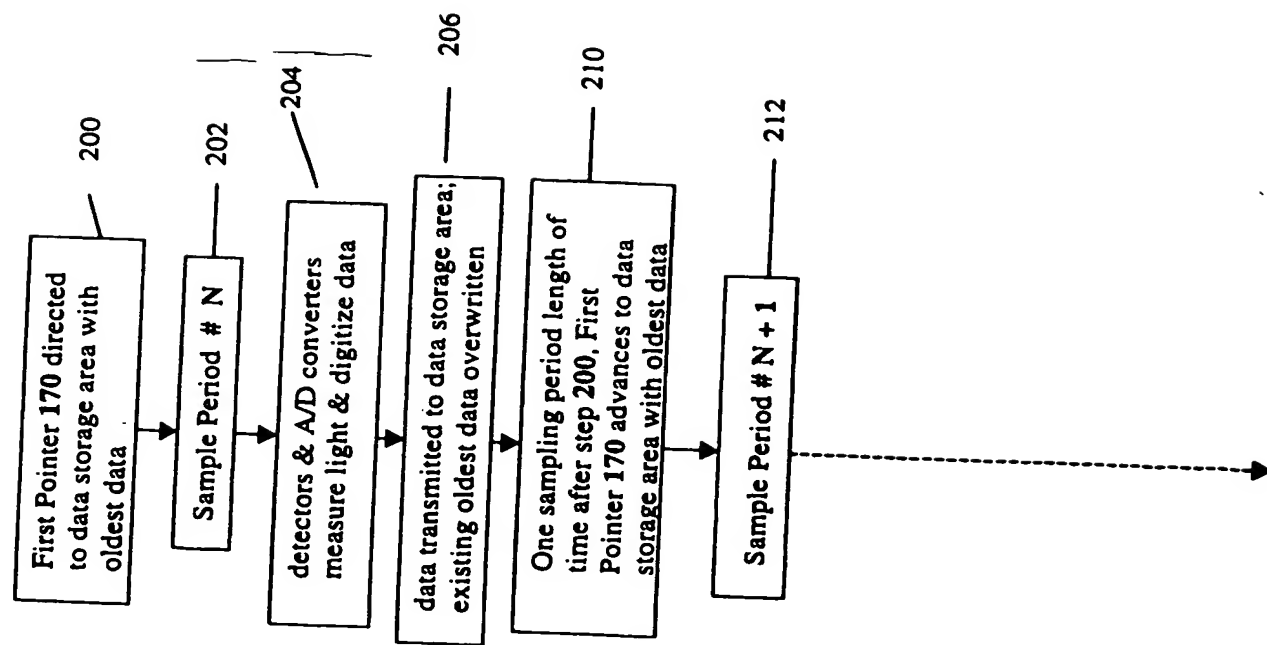 First Pointer 170 directed
to data storage area with
oldest data
200
Sample Period # N
202
detectors & A/D converters
measure light & digitize data
204
data transmitted to data storage area;
existing oldest data overwritten
206
One sampling period length of
time after step 200, First
Pointer 170 advances to data
storage area with oldest data
210
Sample Period # N + 1
212